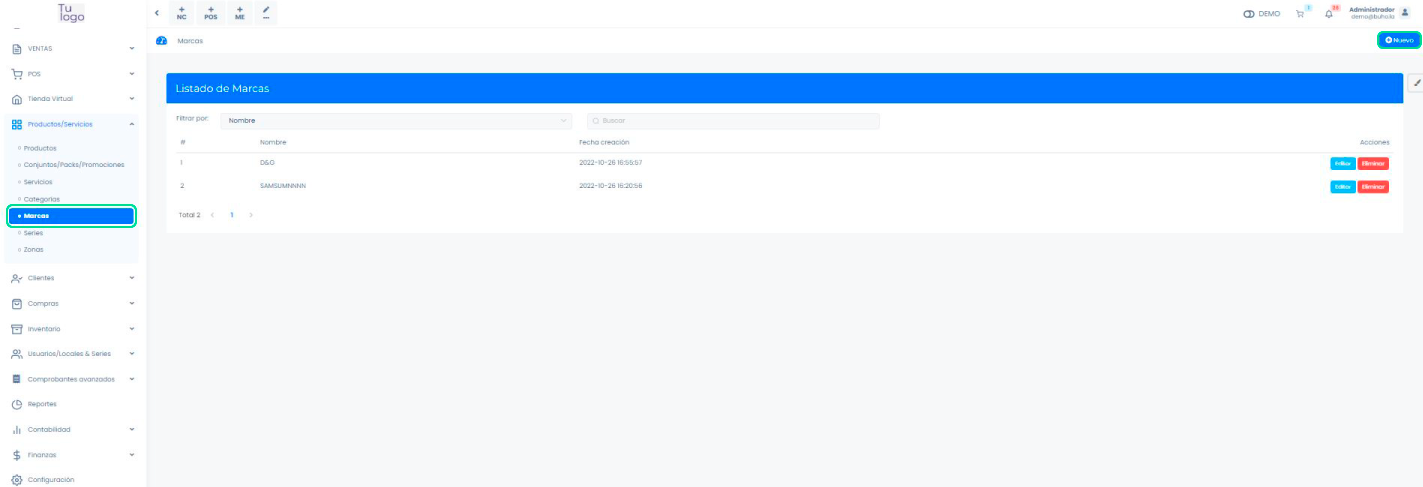 Tu
logo
NC
POS
ME
DEMO
Administrador
demo@buho.la
VENTAS
POS
Tienda Virtual
Productos/Servicios
Productos
Conjuntos/Packs/Promociones
Servicios
Categorías
Marcas
Series
Zonas
Clientes
Compras
Inventario
Usuarios/Locales & Series
Comprobantes avanzados
Reportes
Contabilidad
Finanzas
Configuración
Marcas
Nuevo
Listado de Marcas
Filtrar por: Nombre Buscar
# Nombre Fecha creación Acciones
1 D&G 2022-10-26 16:55:57 Editar Eliminar
2 SAMSUMNNNN 2022-10-26 16:20:56 Editar Eliminar
Total 2 < 1 >